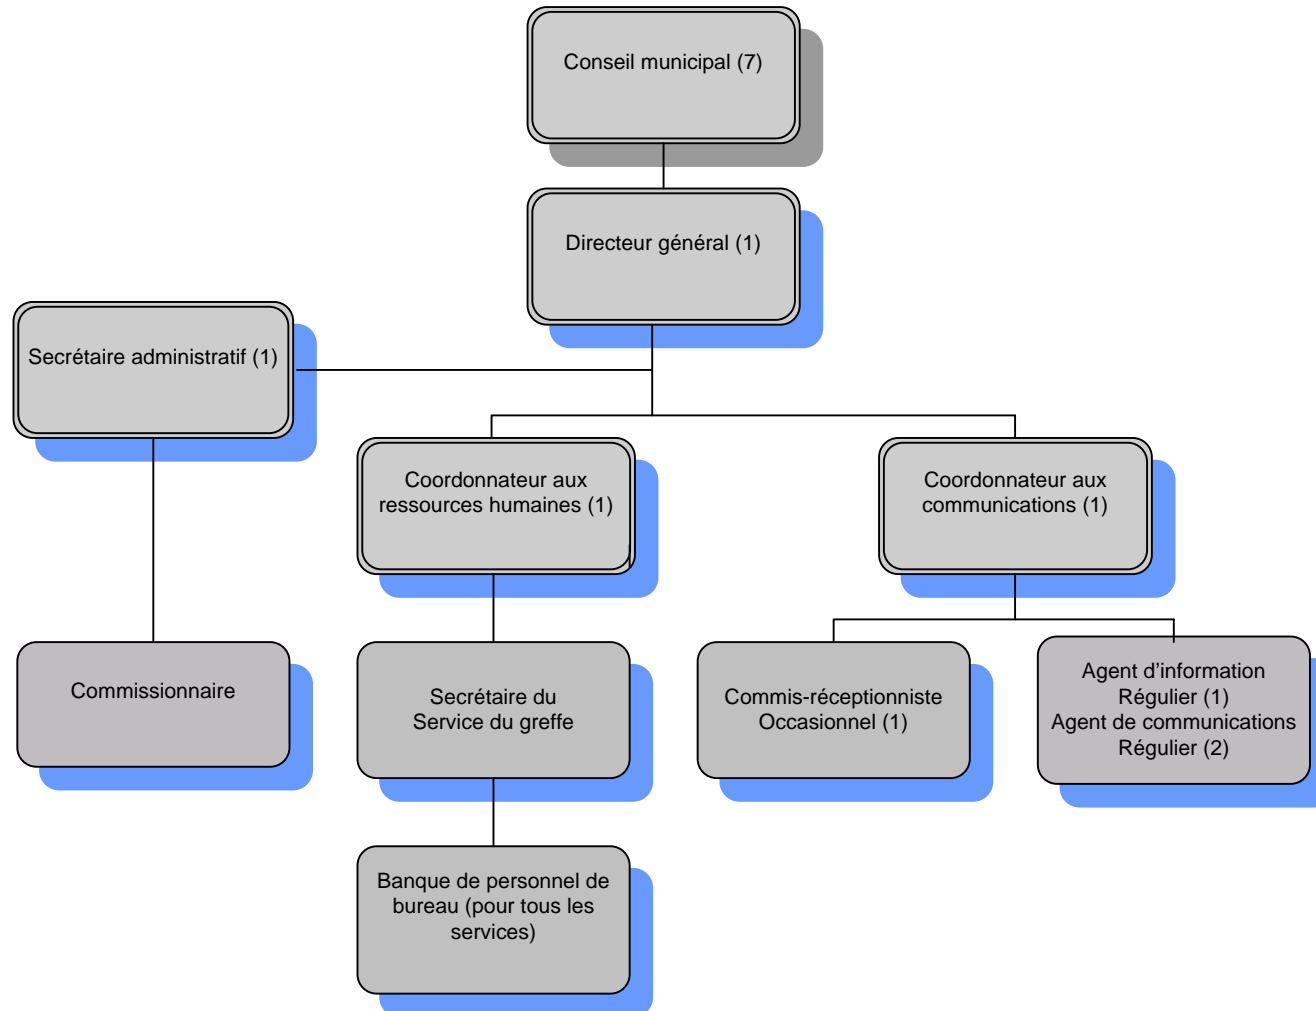 Conseil municipal (7)
Directeur général (1)
Secrétaire administratif (1)
Coordonnateur aux
ressources humaines (1)
Coordonnateur aux
communications (1)
Commissionnaire
Secrétaire du
Service du greffe
Commis-réceptionniste
Occasionnel (1)
Agent d’information
Régulier (1)
Agent de communications
Régulier (2)
Banque de personnel de
bureau (pour tous les
services)